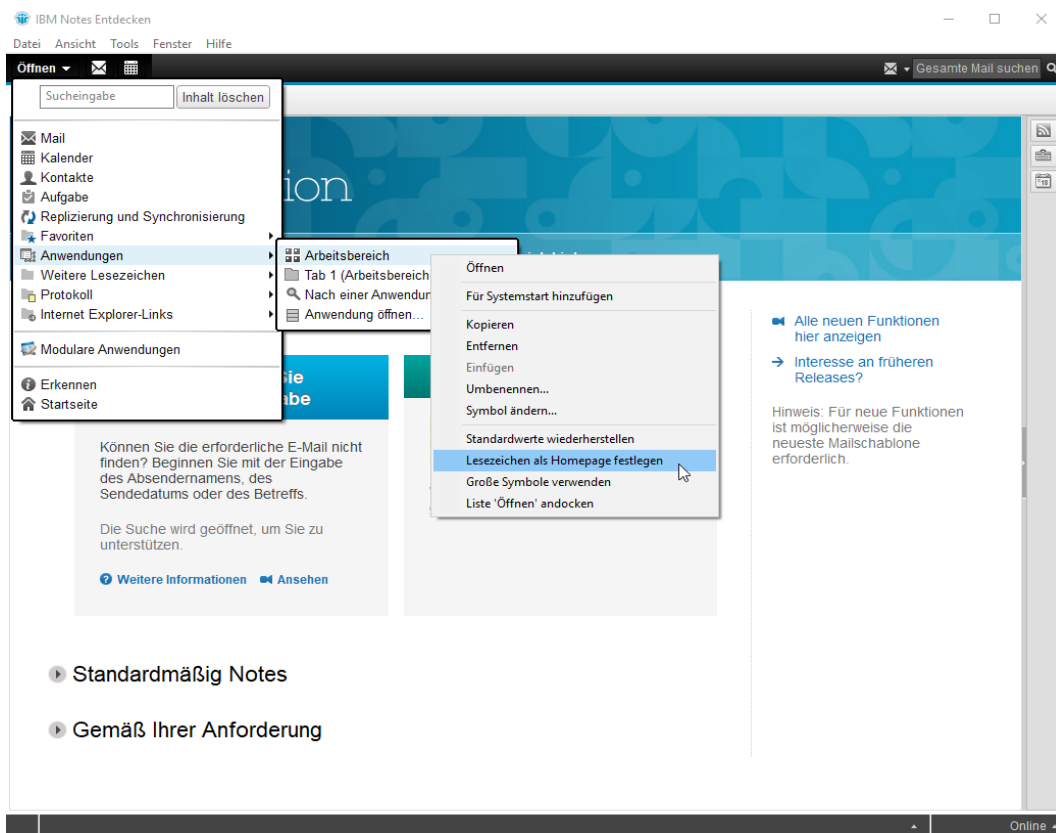 IBM Notes Entdecken
Datei Ansicht Tools Fenster Hilfe
Öffnen
Gesamte Mail suchen
Sucheingabe
Inhalt löschen
Mail
Kalender
Kontakte
Aufgabe
Replizierung und Synchronisierung
Favoriten
Anwendungen
Weitere Lesezeichen
Protokoll
Internet Explorer-Links
Modulare Anwendungen
Erkennen
Startseite
Arbeitsbereich
Tab 1 (Arbeitsbereich
Nach einer
Anwendung öffnen...
Öffnen
Für Systemstart hinzufügen
Kopieren
Entfernen
Einfügen
Umbenennen...
Symbol ändern...
Standardwerte wiederherstellen
Lesezeichen als Homepage festlegen
Große Symbole verwenden
Liste 'Öffnen' andocken
Können Sie die erforderliche E-Mail nicht
finden? Beginnen Sie mit der Eingabe
des Absendernamens, des
Sendedatums oder des Betreffs.
Die Suche wird geöffnet, um Sie zu
unterstützen.
Weitere Informationen Ansehen
Alle neuen Funktionen
hier anzeigen
Interesse an früheren
Releases?
Hinweis: Für neue Funktionen
ist möglicherweise die
neueste Mailschablone
erforderlich.
Standardmäßig Notes
Gemäß Ihrer Anforderung
Online